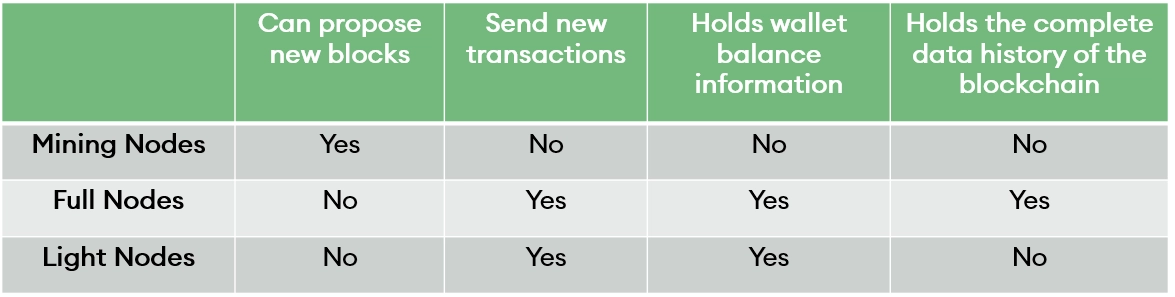 Can propose new blocks
Send new transactions
Holds wallet balance information
Holds the complete data history of the blockchain
Mining Nodes Yes No No No
Full Nodes No Yes Yes Yes
Light Nodes No Yes Yes No